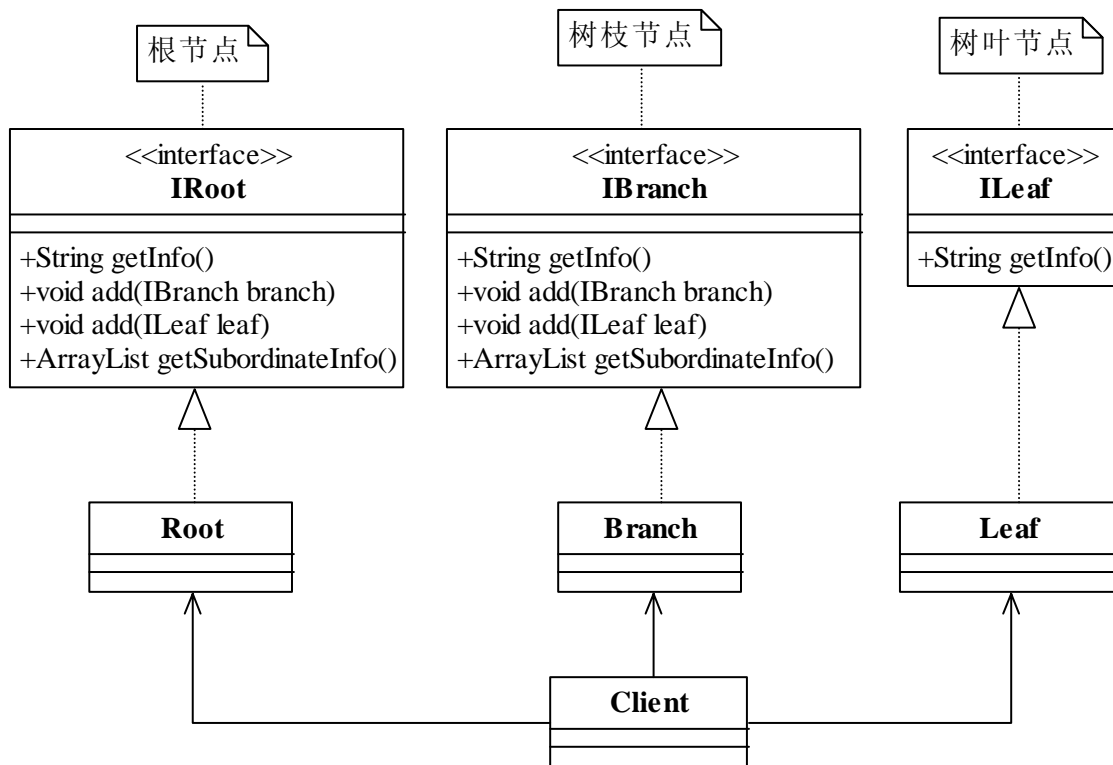 根节点
树枝节点
树叶节点
<<interface>>
IRoot
+String getInfo()
+void add(IBranch branch)
+void add(ILeaf leaf)
+ArrayList getSubordinateInfo()
<<interface>>
IBranch
+String getInfo()
+void add(IBranch branch)
+void add(ILeaf leaf)
+ArrayList getSubordinateInfo()
<<interface>>
ILeaf
+String getInfo()
Root
Branch
Leaf
Client